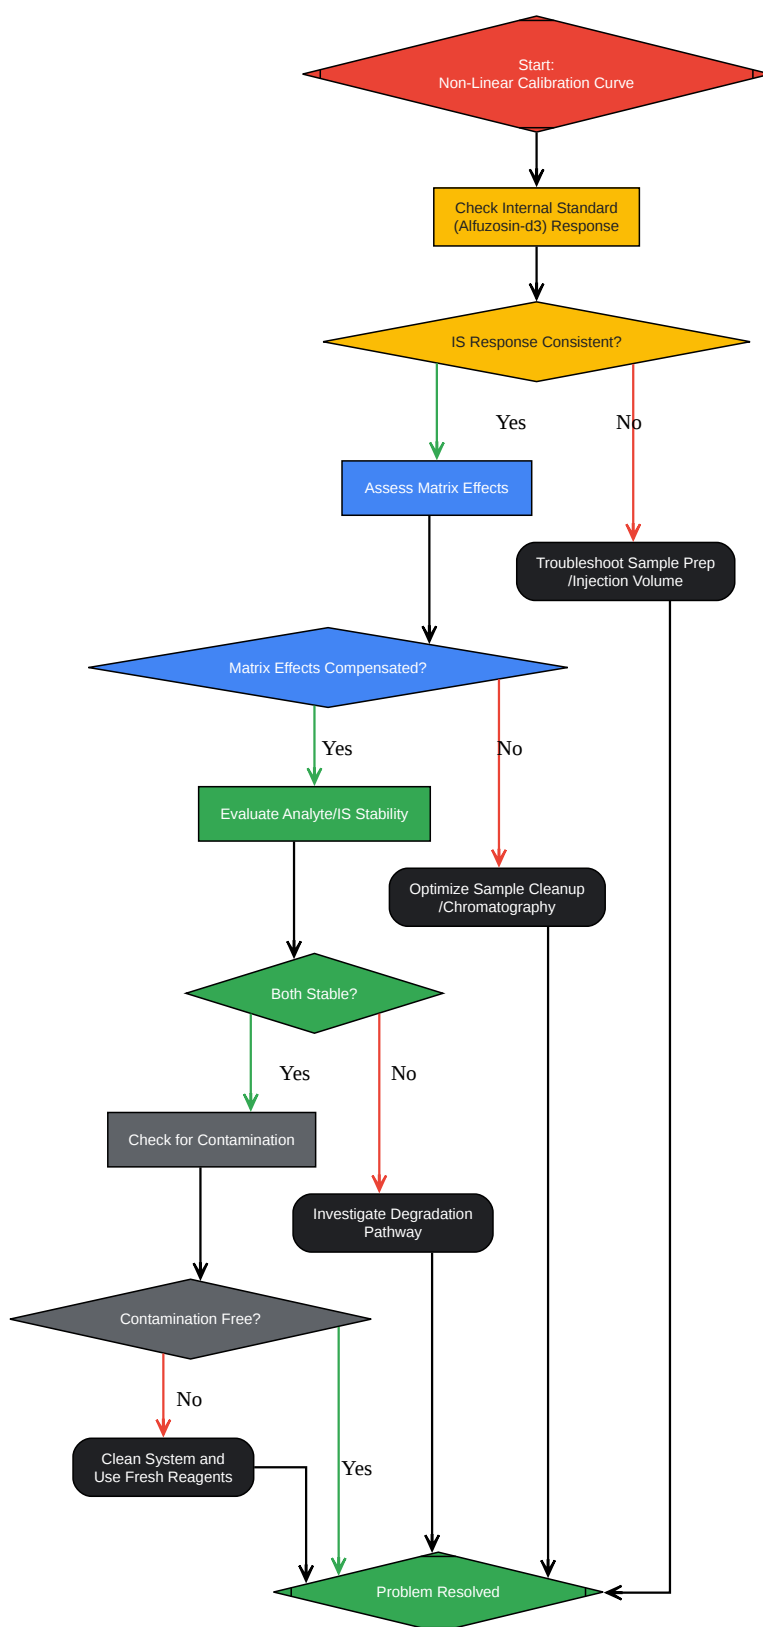 Start:
Non-Linear Calibration Curve
Check Internal Standard
(Alfuzosin-d3) Response
IS Response Consistent?
Yes
No
Assess Matrix Effects
Troubleshoot Sample Prep
/Injection Volume
Matrix Effects Compensated?
Yes
No
Evaluate Analyte/IS Stability
Optimize Sample Cleanup
/Chromatography
Both Stable?
Yes
No
Check for Contamination
Investigate Degradation
Pathway
Contamination Free?
No
Clean System and
Use Fresh Reagents
Yes
Problem Resolved